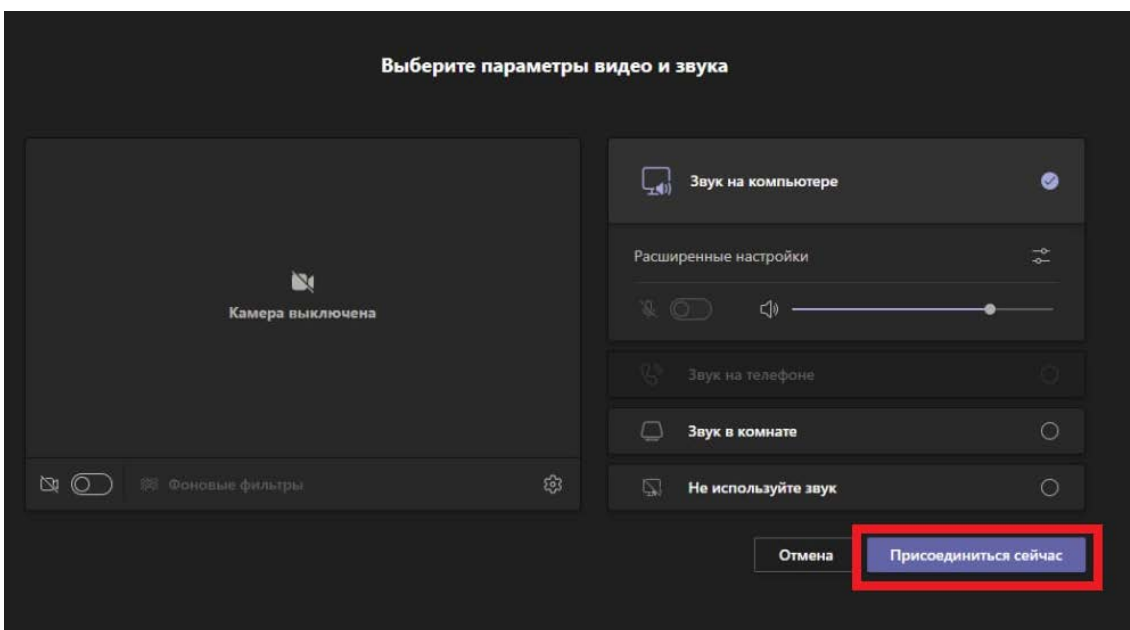 Выберите параметры видео и звука
Звук на компьютере
Расширенные настройки
Камера выключена
Звук на телефоне
Звук в комнате
Фоновые фильтры
Не используйте звук
Отмена
Присоединиться сейчас